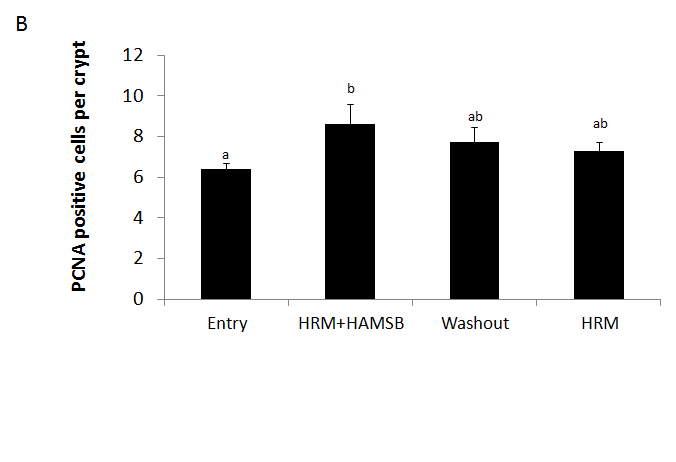 B
PCNA positive cells per crypt
12
10
8
6
4
2
0
a
b
ab
ab
Entry
HRM+HAMSB
Washout
HRM